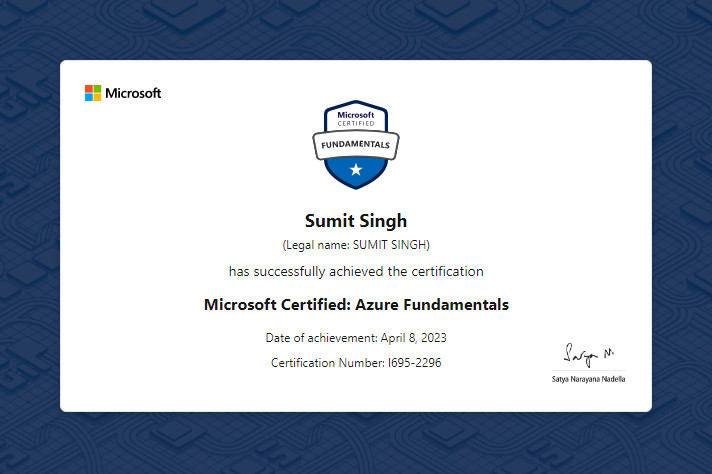 Microsoft
Microsoft
CERTIFIED
FUNDAMENTALS
Sumit Singh
(Legal name: SUMIT SINGH)
has successfully achieved the certification
Microsoft Certified: Azure Fundamentals
Date of achievement: April 8, 2023
Certification Number: I695-2296
Satya N.
Satya Narayana Nadella